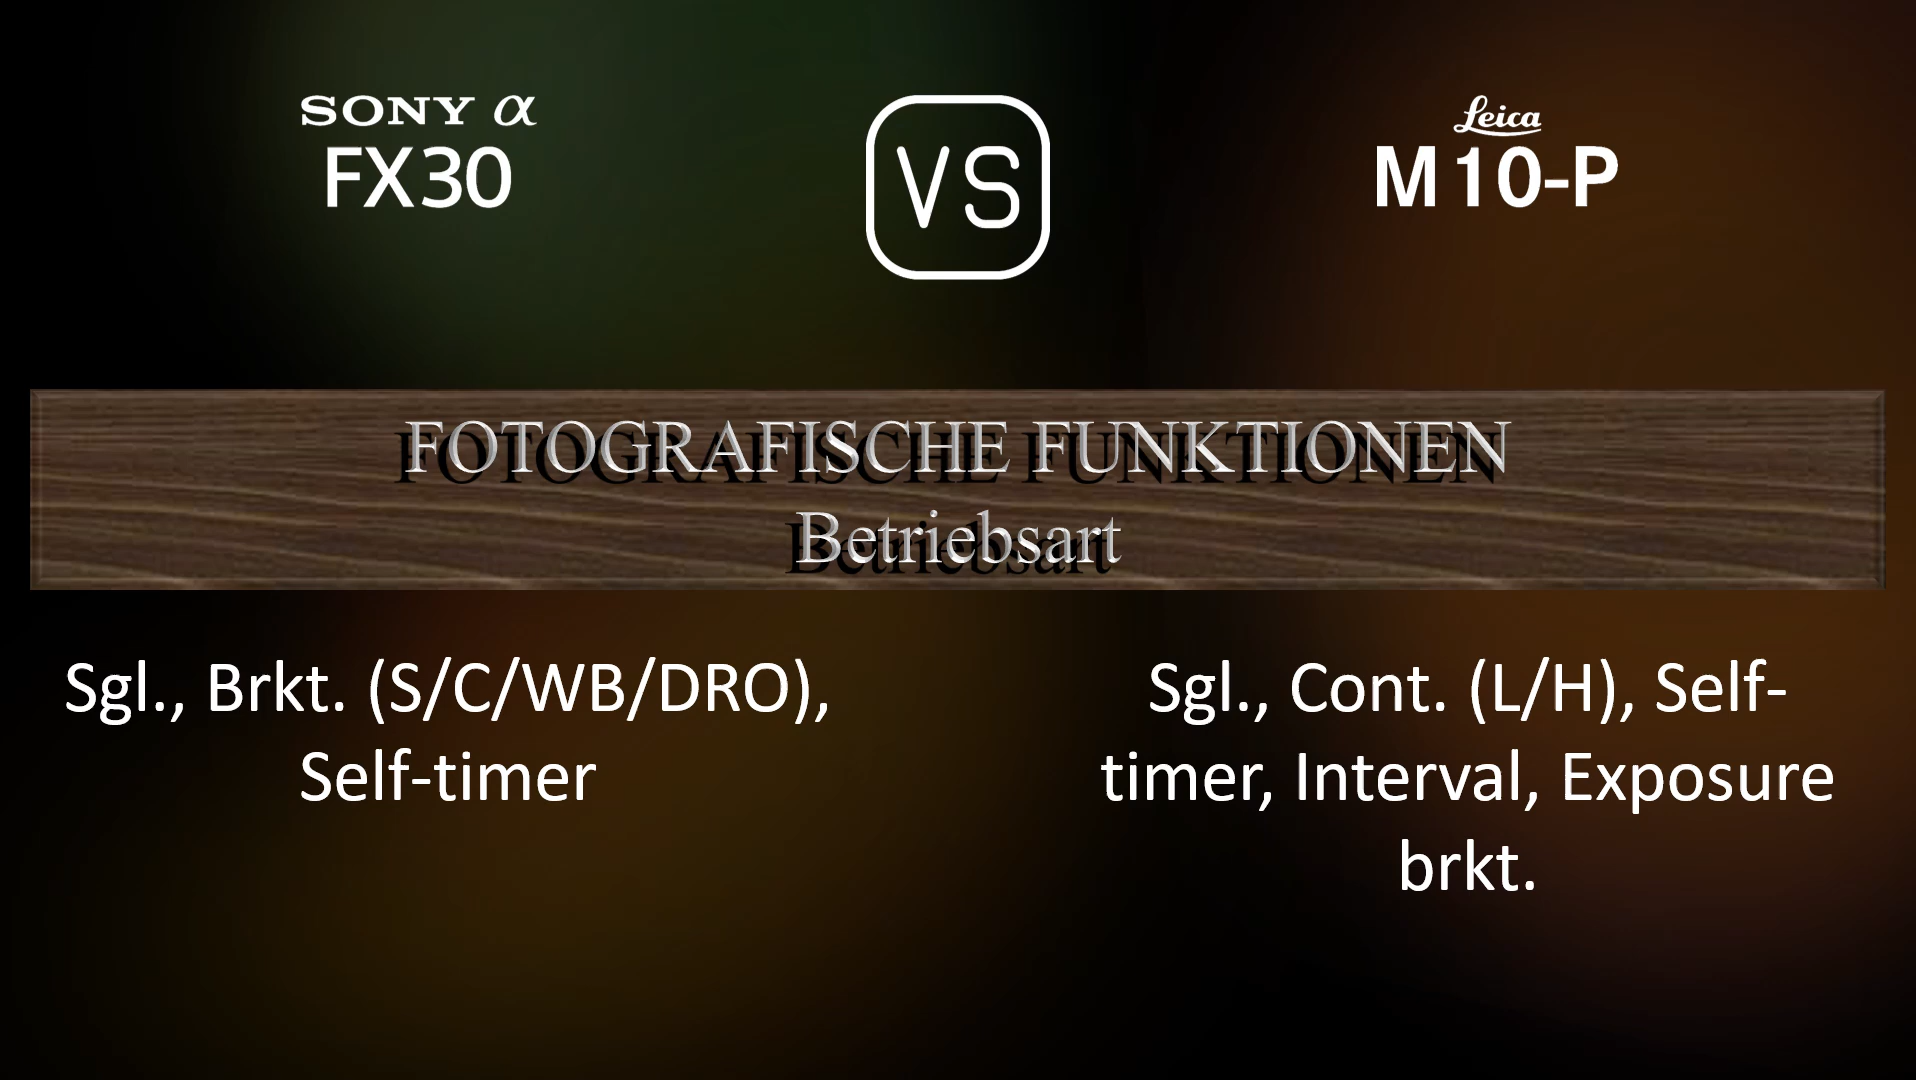 SONY α
FX30
VS
Leica
M10-P
FOTOGRAFISCHE FUNKTIONEN
Betriebsart
Sgl., Brkt. (S/C/WB/DRO),
Self-timer
Sgl., Cont. (L/H), Self-
timer, Interval, Exposure
brkt.